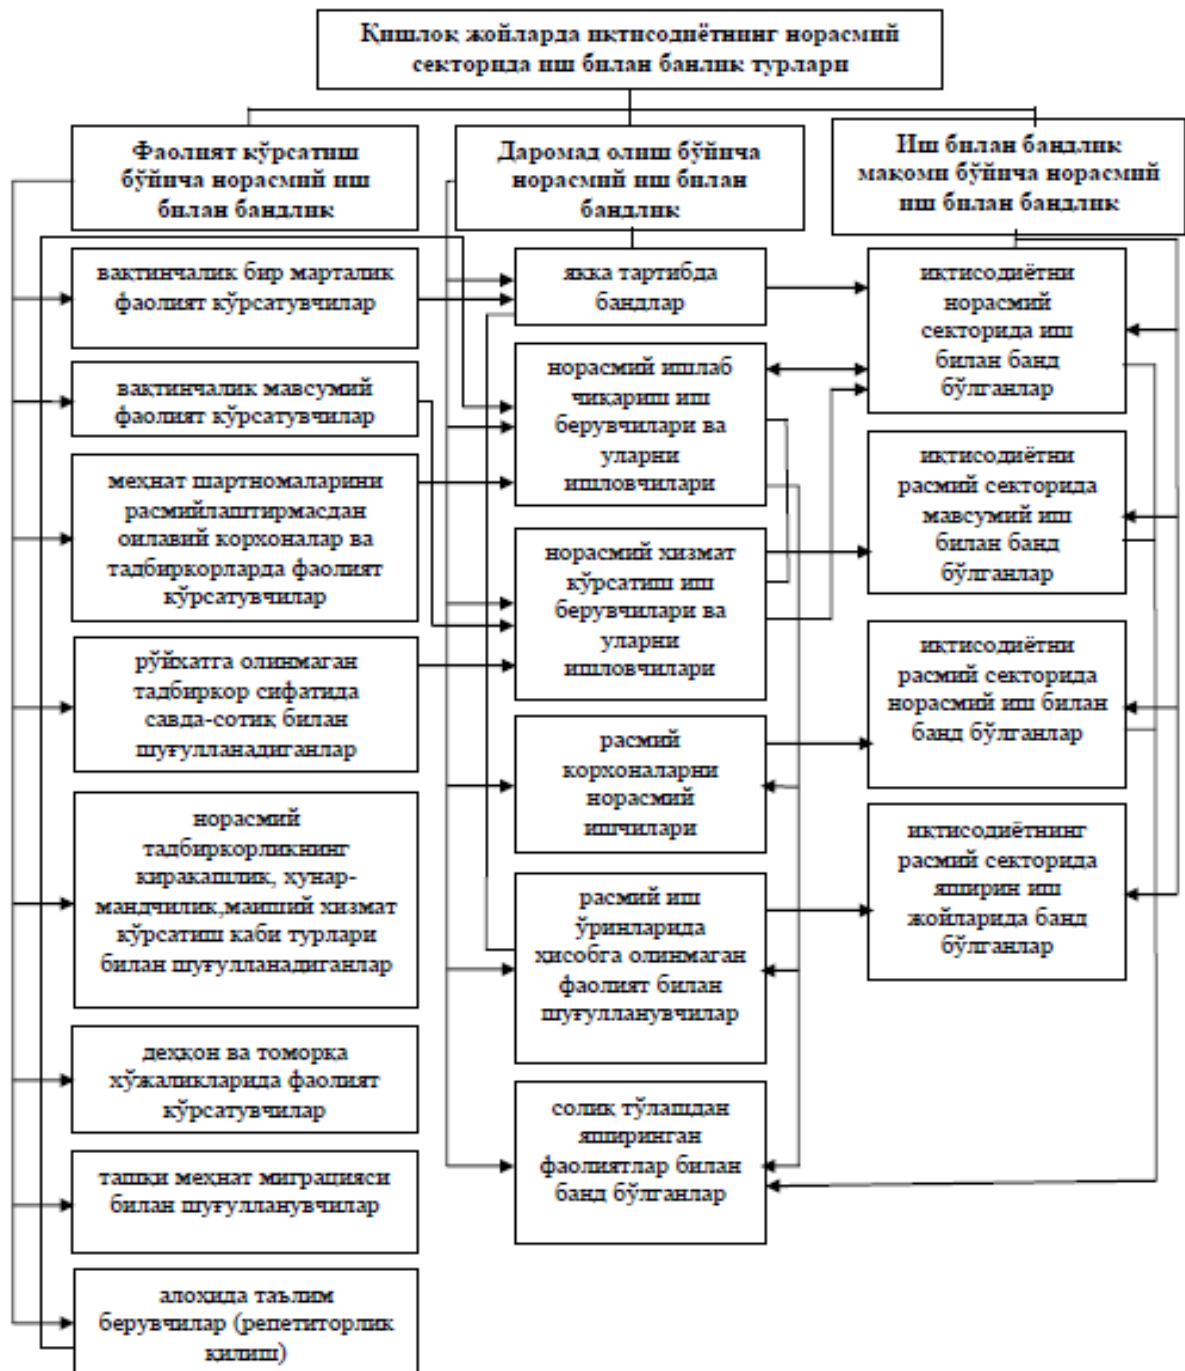 Қишлоқ жойларда иқтисодиётнинг норасмий
секторида иш билан банлик турлари
Фаолият кўрсатиш
бўйича норасмий иш
билан бандлик
Даромад олиш бўйича
норасмий иш билан
бандлик
Иш билан бандлик
мақоми бўйича норасмий
иш билан бандлик
вақтинчалик бир марталик
фаолият кўрсатувчилар
вақтинчалик мавсумий
фаолият кўрсатувчилар
меҳнат шартномаларини
расмийлаштирмасдан
оилавий корхоналар ва
тадбиркорларда фаолият
кўрсатувчилар
рўйхатга олинмаган
тадбиркор сифатида
савда-сотиқ билан
шуғулланадиганлар
норасмий
тадбиркорликнинг
киракашлик, ҳунар-
мандчилик,маиший хизмат
кўрсатиш каби турлари
билан шуғулланадиганлар
деҳқон ва томорқа
хўжаликларида фаолият
кўрсатувчилар
ташқи меҳнат миграцияси
билан шуғулланувчилар
алоҳида таълим
берувчилар (репетиторлик
қилиш)
якка тартибда
бандлар
норасмий ишлаб
чиқариш иш
берувчилари ва
уларни
ишловчилари
норасмий хизмат
кўрсатиш иш
берувчилари ва
уларни
ишловчилари
расмий
корхоналарни
норасмий
ишчилари
расмий иш
ўринларида
ҳисобга олинмаган
фаолият билан
шуғулланувчилар
солиқ тўлашдан
яширинган
фаолиятлар билан
банд бўлганлар
иқтисодиётни
норасмий
секторида иш
билан банд
бўлганлар
иқтисодиётни
расмий секторида
мавсумий иш
билан банд
бўлганлар
иқтисодиётни
расмий секторида
норасмий иш билан
банд бўлганлар
иқтисодиётнинг
расмий секторида
яширин иш
жойларида банд
бўлганлар